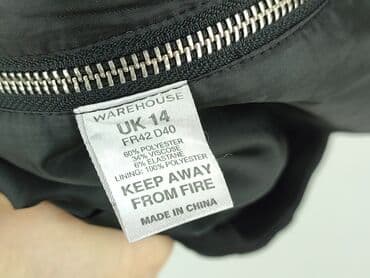 WAREHOUSE
UK 14
FR42 D40
60% POLYESTER
34% VISCOSE
6% ELASTANE
LINING: 100% POLYESTER
KEEP AWAY
FROM FIRE
MADE IN CHINA